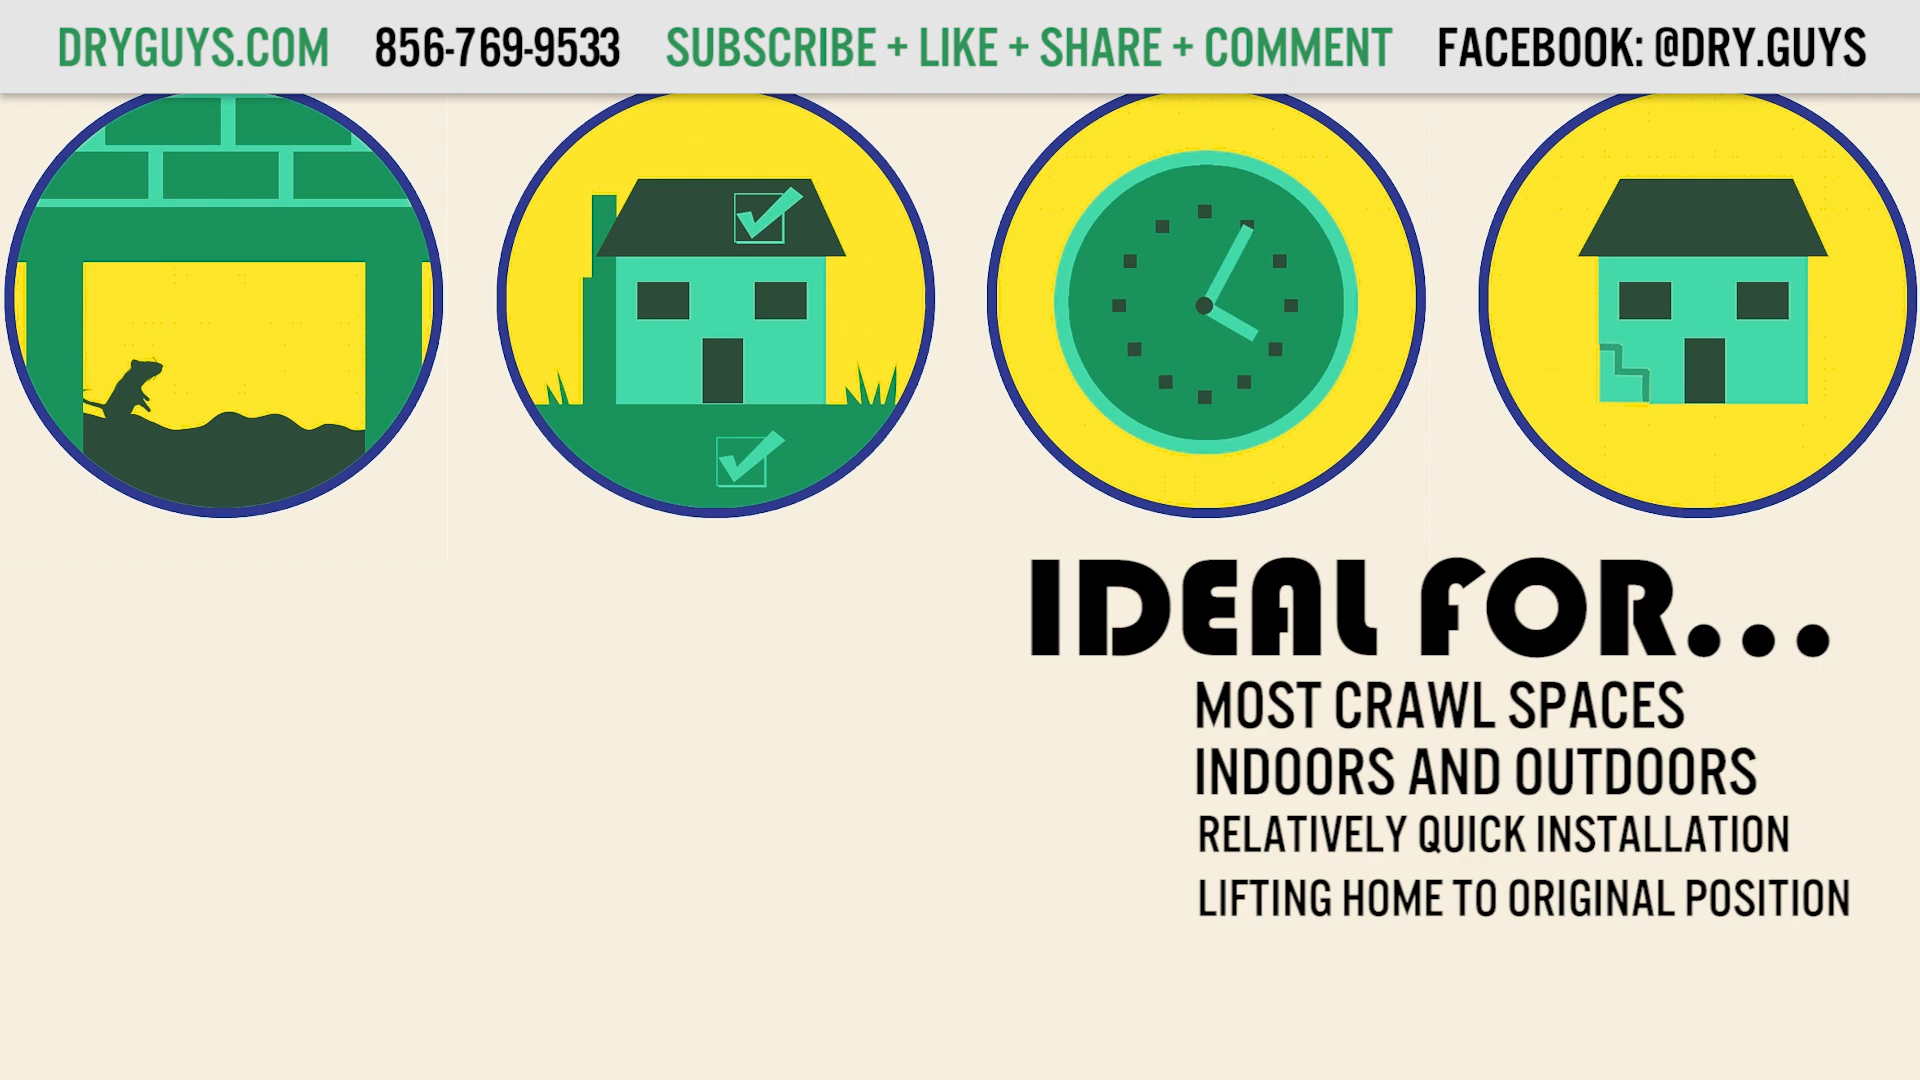 DRYGUYS.COM 856-769-9533 SUBSCRIBE + LIKE + SHARE + COMMENT FACEBOOK: @DRY.GUYS
IDEAL FOR...
MOST CRAWL SPACES
INDOORS AND OUTDOORS
RELATIVELY QUICK INSTALLATION
LIFTING HOME TO ORIGINAL POSITION